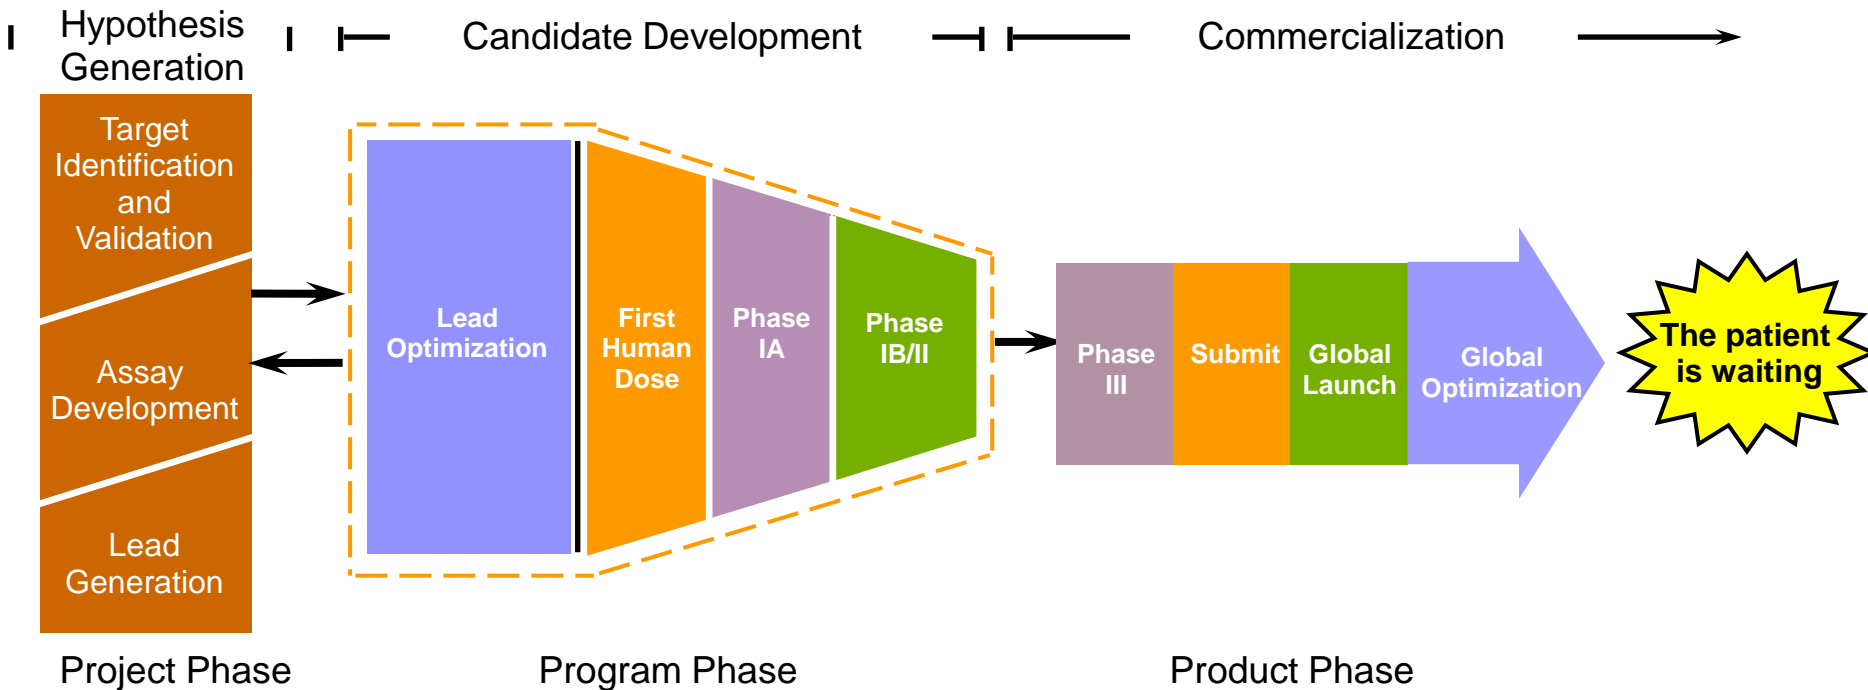 Hypothesis
Generation
Candidate Development
Commercialization
Target
Identification
and
Validation
Assay
Development
Lead
Generation
Lead
Optimization
First
Human
Dose
Phase
IA
Phase
IB/II
Phase
III
Submit
Global
Launch
Global
Optimization
The patient
is waiting
Project Phase
Program Phase
Product Phase